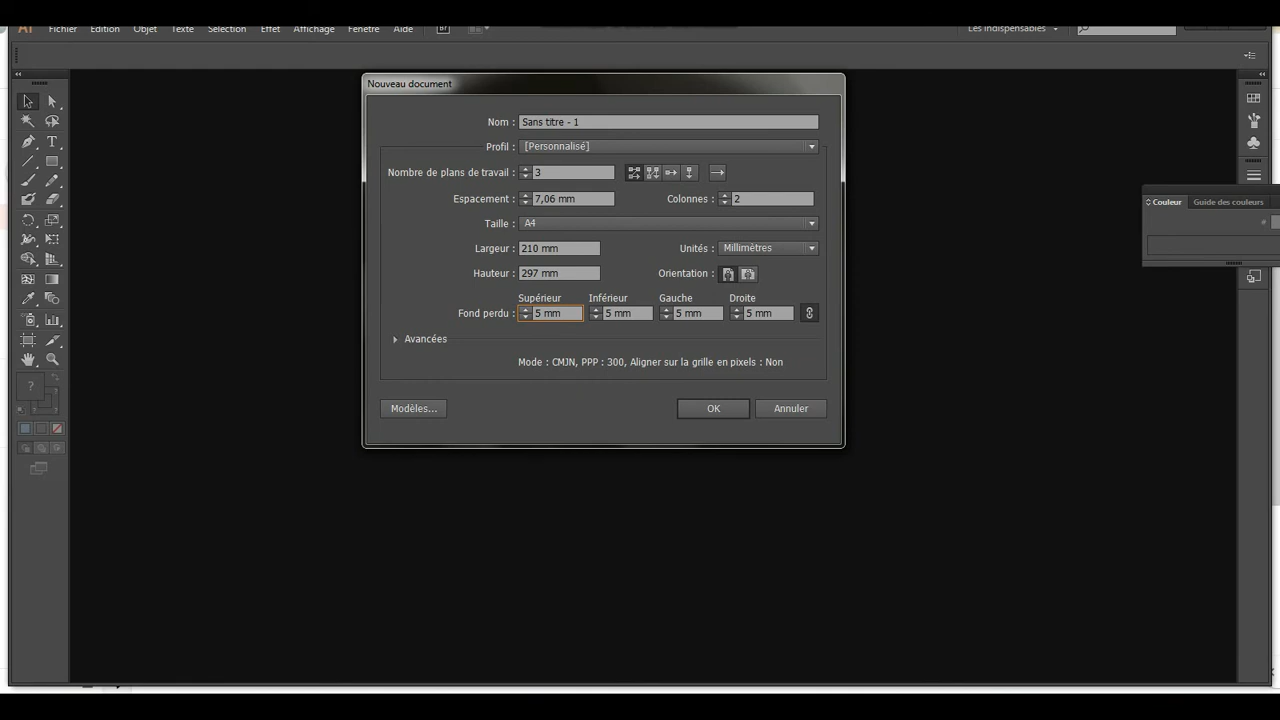 Ai Fichier Edition Objet Texte Sélection Effet Affichage Fenêtre Aide Br Les indispensables
Nouveau document
Nom : Sans titre - 1
Profil : [Personnalisé]
Nombre de plans de travail : 3
Espacement : 7,06 mm Colonnes : 2
Taille : A4
Largeur : 210 mm Unités : Millimètres
Hauteur : 297 mm Orientation :
Supérieur Inférieur Gauche Droite
Fond perdu : 5 mm 5 mm 5 mm 5 mm
Avancées
Mode : CMJN, PPP : 300, Aligner sur la grille en pixels : Non
Modèles... OK Annuler
Couleur Guide des couleurs
T
?